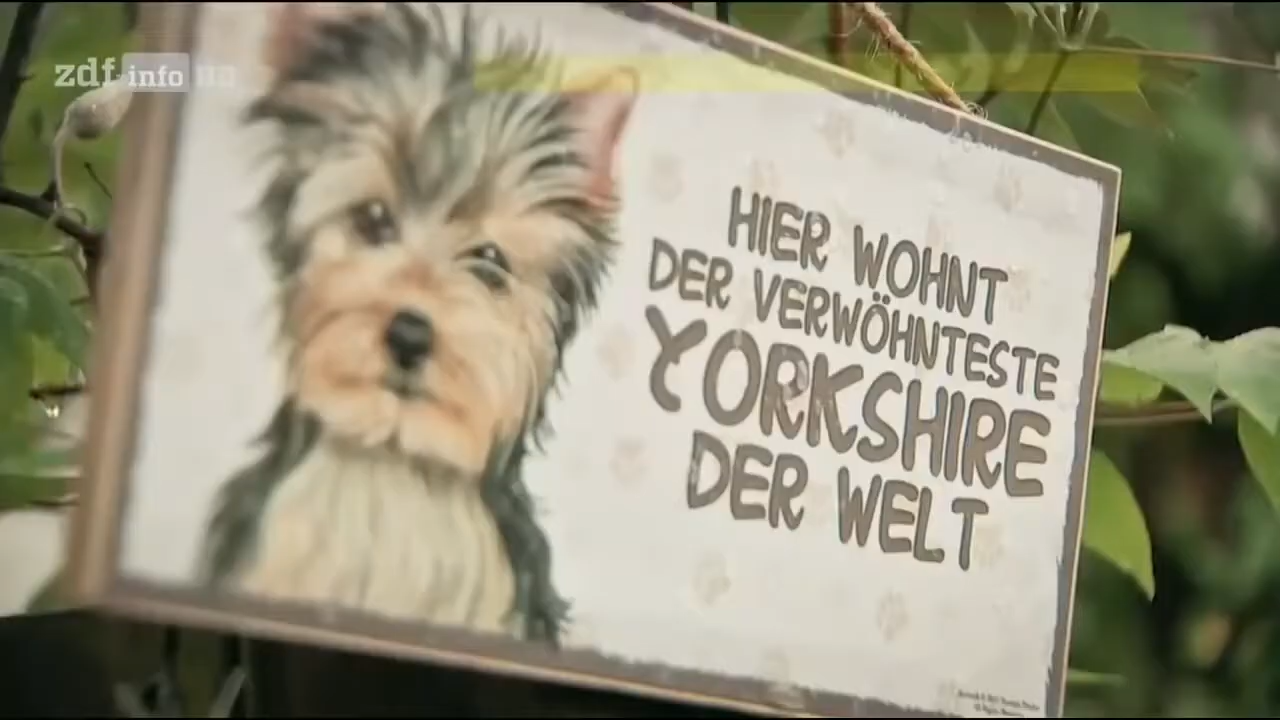 zdf-info
HIER WOHNT
DER VERWÖHNTESTE
YORKSHIRE
DER WELT